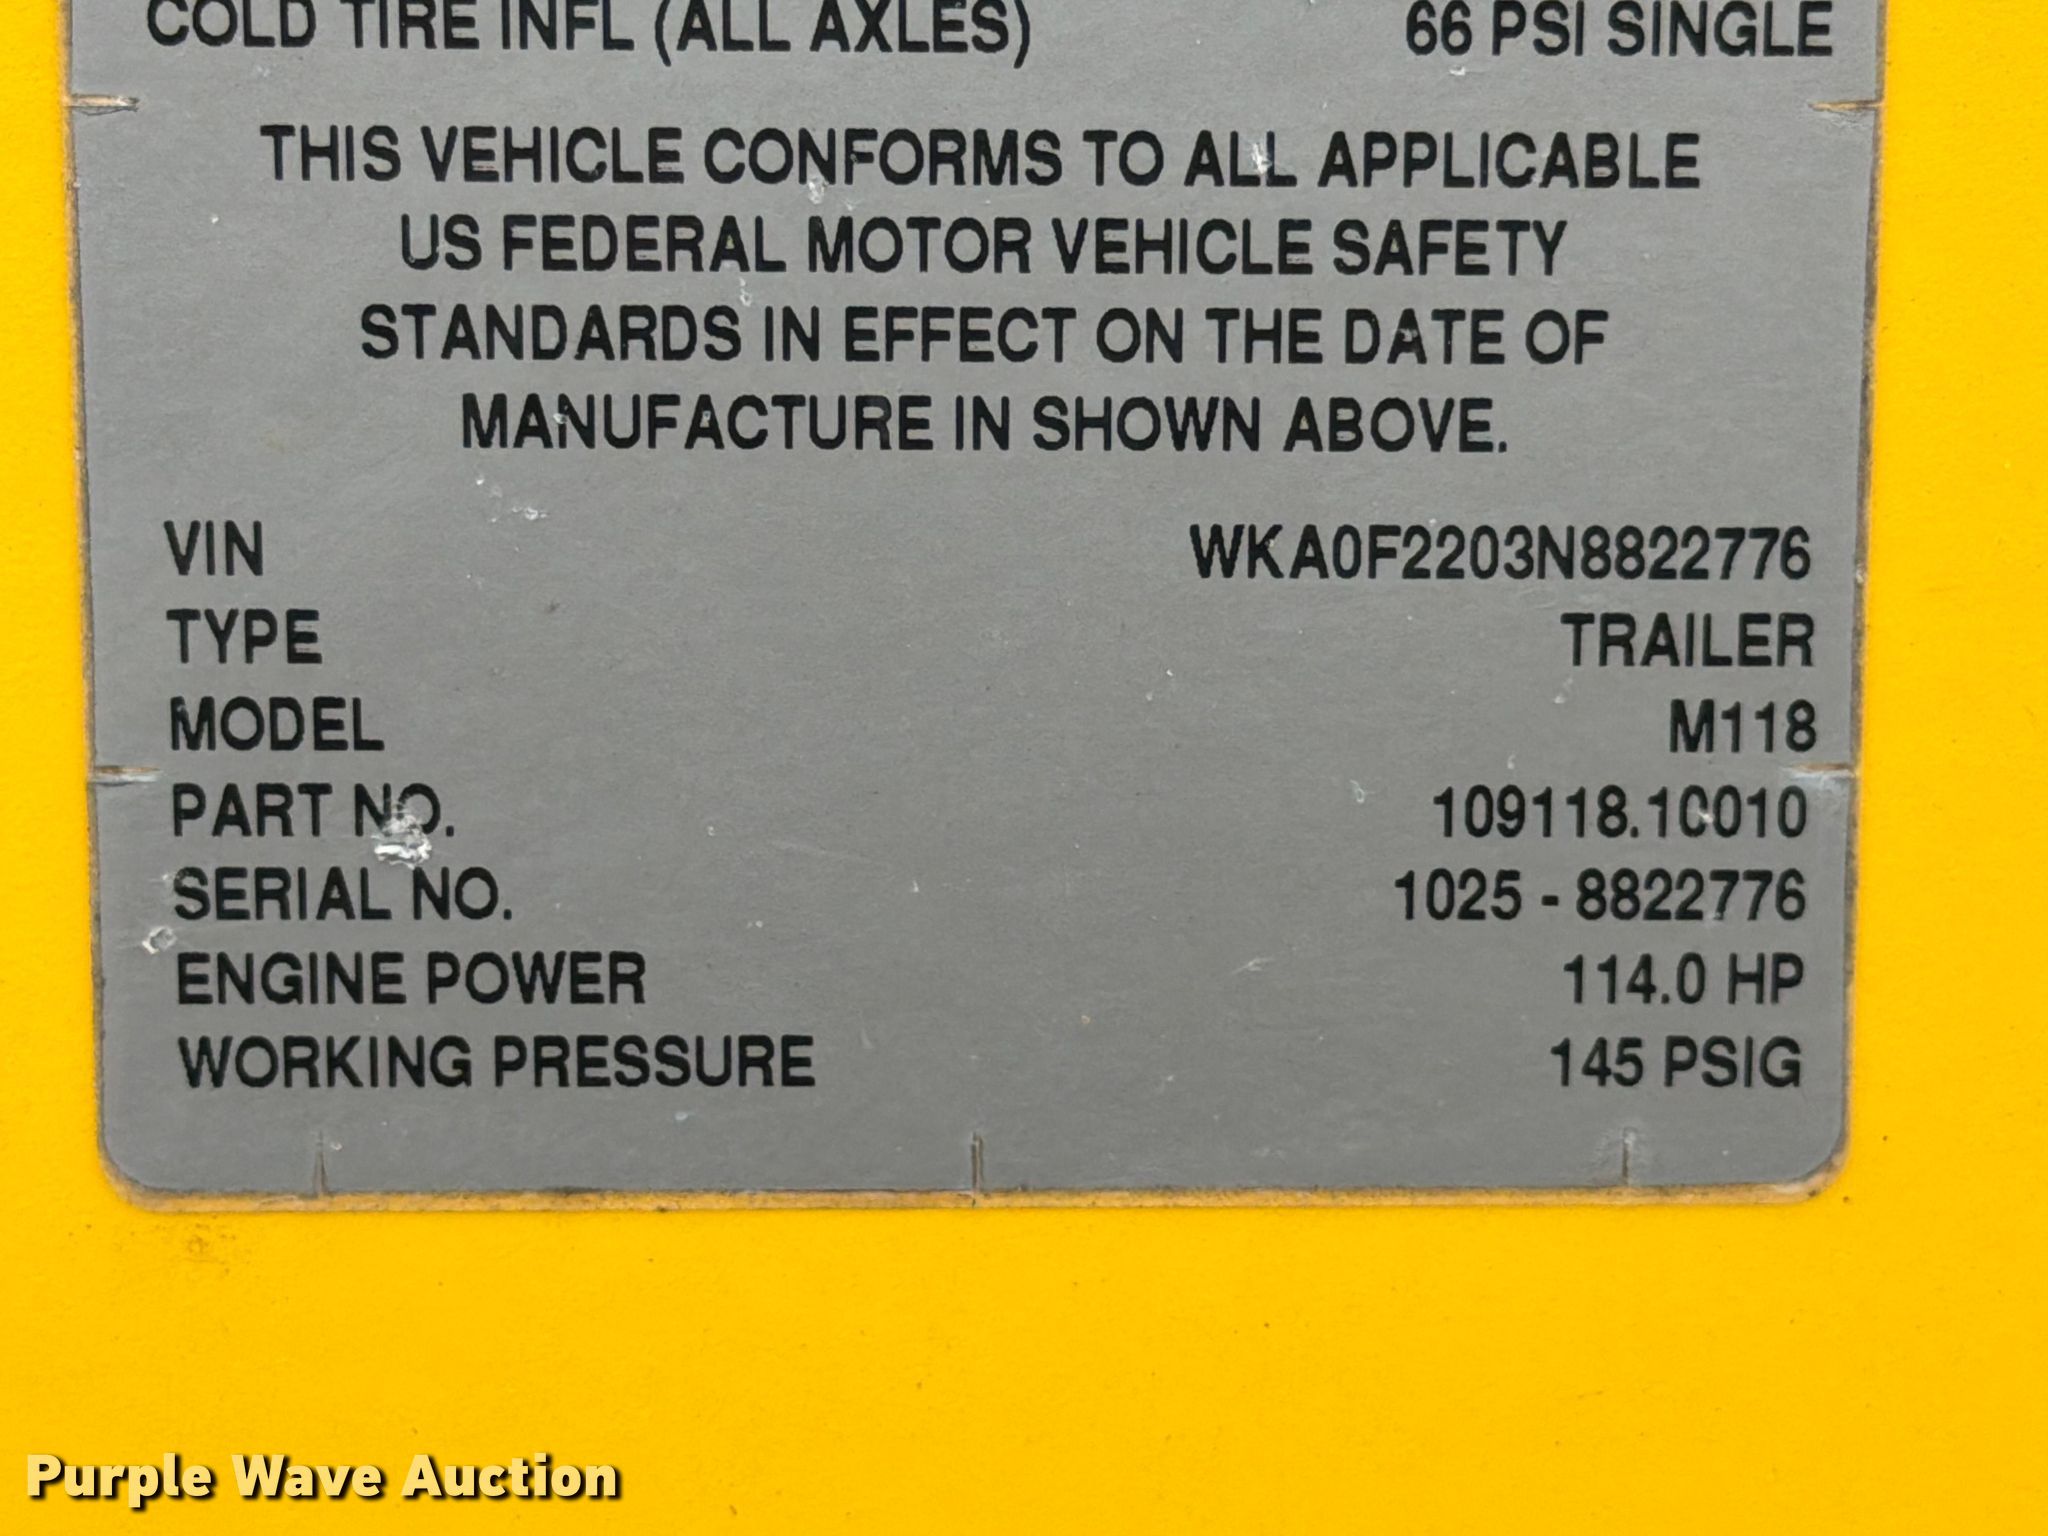 COLD TIRE INFL (ALL AXLES) 66 PSI SINGLE
THIS VEHICLE CONFORMS TO ALL APPLICABLE
US FEDERAL MOTOR VEHICLE SAFETY
STANDARDS IN EFFECT ON THE DATE OF
MANUFACTURE IN SHOWN ABOVE.
VIN WKA0F2203N8822776
TYPE TRAILER
MODEL M118
PART NO. 109118.1C010
SERIAL NO. 1025 - 8822776
ENGINE POWER 114.0 HP
WORKING PRESSURE 145 PSIG
Purple Wave Auction